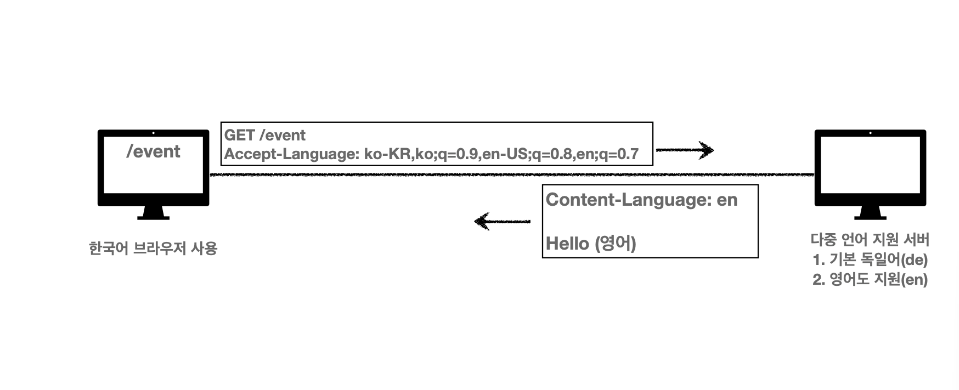 /event
GET /event
Accept-Language: ko-KR,ko;q=0.9,en-US;q=0.8,en;q=0.7
Content-Language: en
Hello (영어)
한국어 브라우저 사용
다중 언어 지원 서버
1. 기본 독일어(de)
2. 영어도 지원(en)